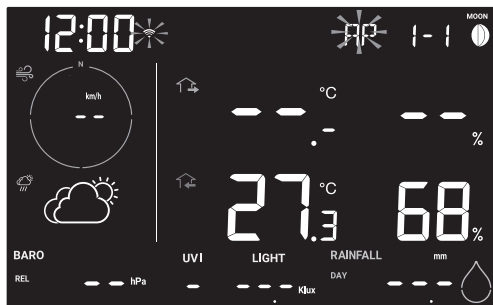 12:00 AP 1-1 MOON
N
km/h
--
°C
--.-
--
%
27.3 °C
68%
BARO UVI LIGHT RAINFALL mm
REL -- hPa - ---.  Klux DAY ---.